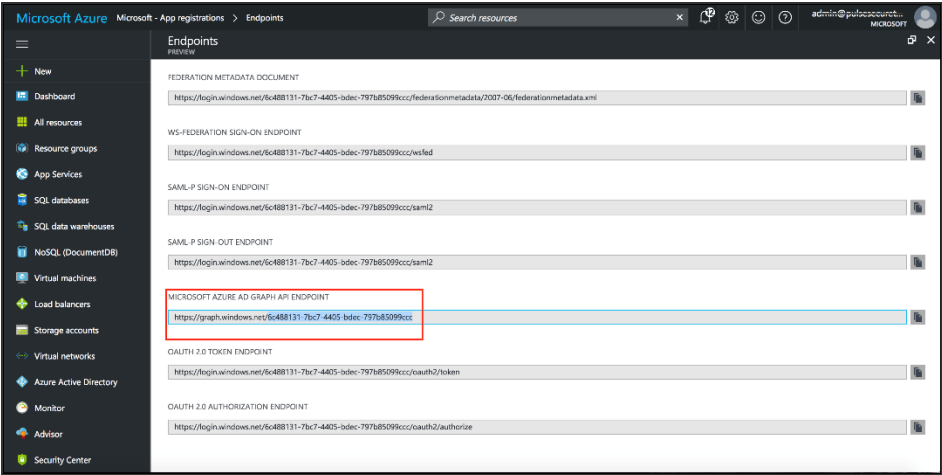 Microsoft Azure Microsoft - App registrations > Endpoints
Search resources
12
admin@pulsesecuret...
MICROSOFT
Endpoints
PREVIEW
New
Dashboard
All resources
Resource groups
App Services
SQL databases
SQL data warehouses
NoSQL (DocumentDB)
Virtual machines
Load balancers
Storage accounts
Virtual networks
Azure Active Directory
Monitor
Advisor
Security Center
FEDERATION METADATA DOCUMENT
https://login.windows.net/6c488131-7bc7-4405-bdec-797b85099ccc/federationmetadata/2007-06/federationmetadata.xml
WS-FEDERATION SIGN-ON ENDPOINT
https://login.windows.net/6c488131-7bc7-4405-bdec-797b85099ccc/wsfed
SAML-P SIGN-ON ENDPOINT
https://login.windows.net/6c488131-7bc7-4405-bdec-797b85099ccc/saml2
SAML-P SIGN-OUT ENDPOINT
https://login.windows.net/6c488131-7bc7-4405-bdec-797b85099ccc/saml2
MICROSOFT AZURE AD GRAPH API ENDPOINT
https://graph.windows.net/6c488131-7bc7-4405-bdec-797b85099ccc
OAUTH 2.0 TOKEN ENDPOINT
https://login.windows.net/6c488131-7bc7-4405-bdec-797b85099ccc/oauth2/token
OAUTH 2.0 AUTHORIZATION ENDPOINT
https://login.windows.net/6c488131-7bc7-4405-bdec-797b85099ccc/oauth2/authorize